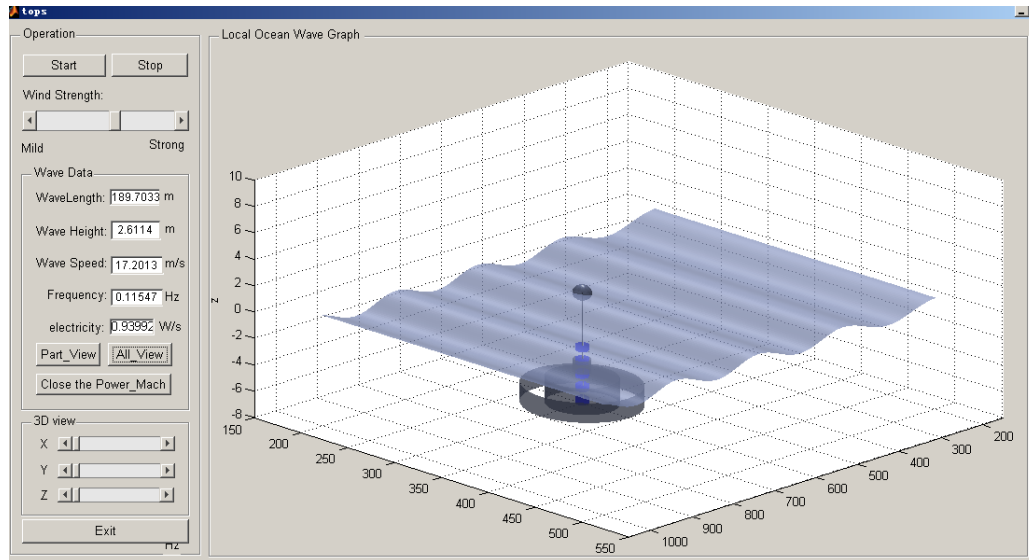 tops
Operation
Start Stop
Wind Strength:
Mild Strong
Wave Data
WaveLength: 189.7033 m
Wave Height: 2.6114 m
Wave Speed: 17.2013 m/s
Frequency: 0.11547 Hz
electricity: 0.93992 W/s
Part_View All_View
Close the Power_Mach
3D view
X
Y
Z
Exit
Hz
Local Ocean Wave Graph
10
8
6
4
2
0
-2
-4
-6
-8
z
150
200
250
300
350
400
450
500
550
1000
900
800
700
600
500
400
300
200